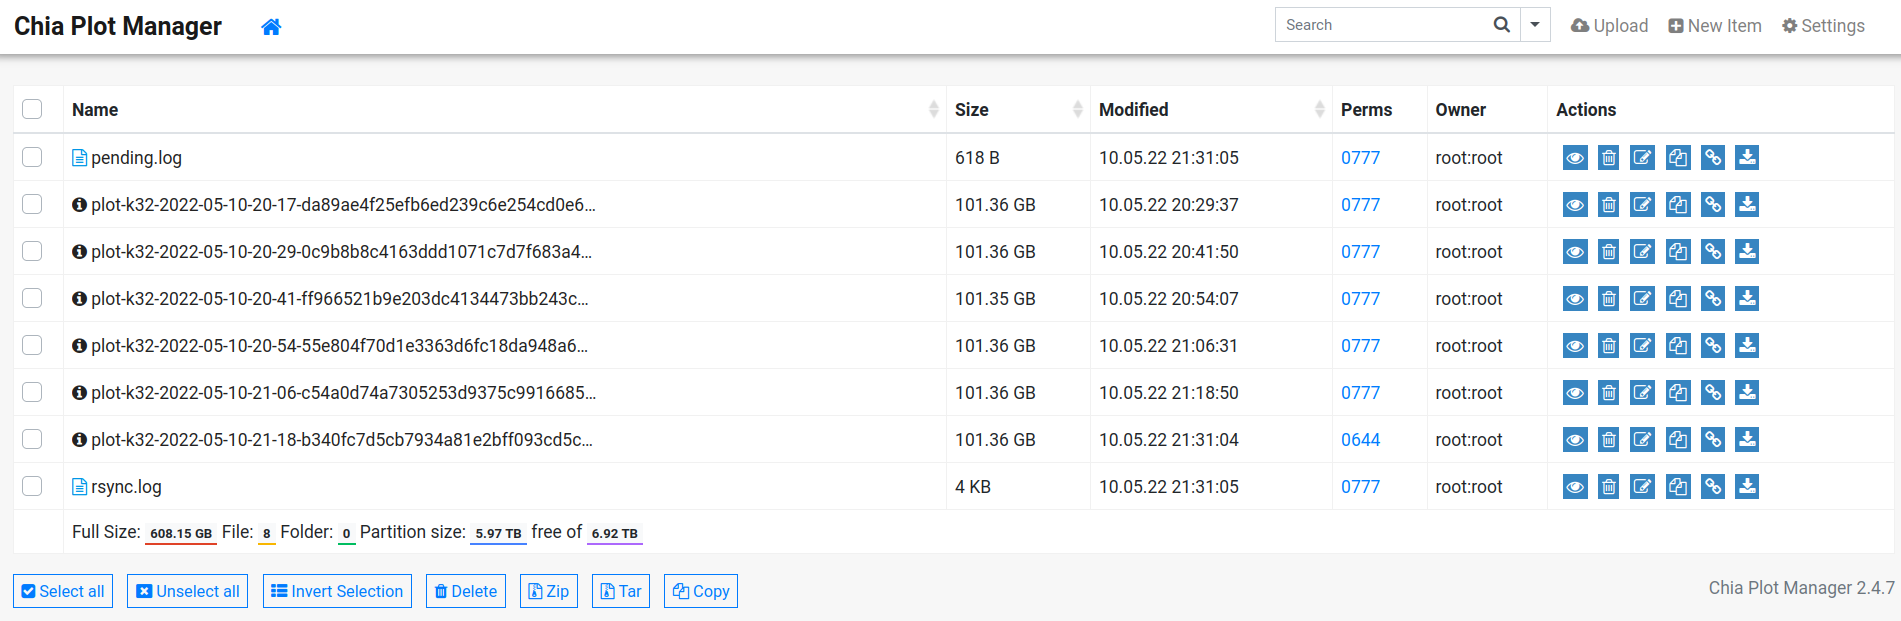 Chia Plot Manager Search Upload New Item Settings
Name Size Modified Perms Owner Actions
pending.log 618 B 10.05.22 21:31:05 0777 root:root
plot-k32-2022-05-10-20-17-da89ae4f25efb6ed239c6e254cd0e6... 101.36 GB 10.05.22 20:29:37 0777 root:root
plot-k32-2022-05-10-20-29-0c9b8b8c4163ddd1071c7d7f683a4... 101.36 GB 10.05.22 20:41:50 0777 root:root
plot-k32-2022-05-10-20-41-ff966521b9e203dc4134473bb243c... 101.35 GB 10.05.22 20:54:07 0777 root:root
plot-k32-2022-05-10-20-54-55e804f70d1e3363d6fc18da948a6... 101.36 GB 10.05.22 21:06:31 0777 root:root
plot-k32-2022-05-10-21-06-c54a0d74a7305253d9375c9916685... 101.36 GB 10.05.22 21:18:50 0777 root:root
plot-k32-2022-05-10-21-18-b340fc7d5cb7934a81e2bff093cd5c... 101.36 GB 10.05.22 21:31:04 0644 root:root
rsync.log 4 KB 10.05.22 21:31:05 0777 root:root
Full Size: 608.15 GB File: 8 Folder: 0 Partition size: 5.97 TB free of 6.92 TB
Select all Unselect all Invert Selection Delete Zip Tar Copy Chia Plot Manager 2.4.7